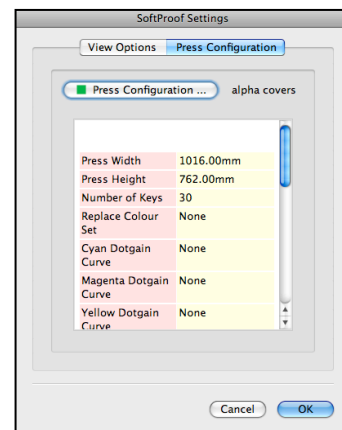 SoftProof Settings
View Options Press Configuration
Press Configuration ... alpha covers
Press Width 1016.00mm
Press Height 762.00mm
Number of Keys 30
Replace Colour None
Set
Cyan Dotgain None
Curve
Magenta Dotgain None
Curve
Yellow Dotgain None
Curve
Cancel OK